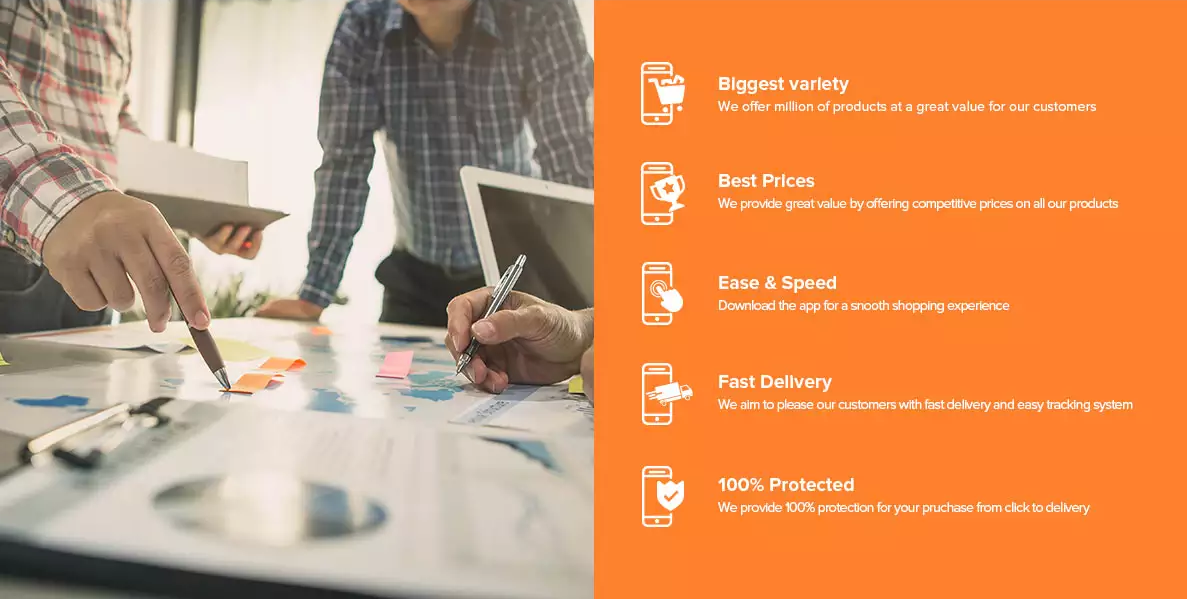 Biggest variety
We offer million of products at a great value for our customers
Best Prices
We provide great value by offering competitive prices on all our products
Ease & Speed
Download the app for a snooth shopping experience
Fast Delivery
We aim to please our customers with fast delivery and easy tracking system
100% Protected
We provide 100% protection for your pruchase from click to delivery